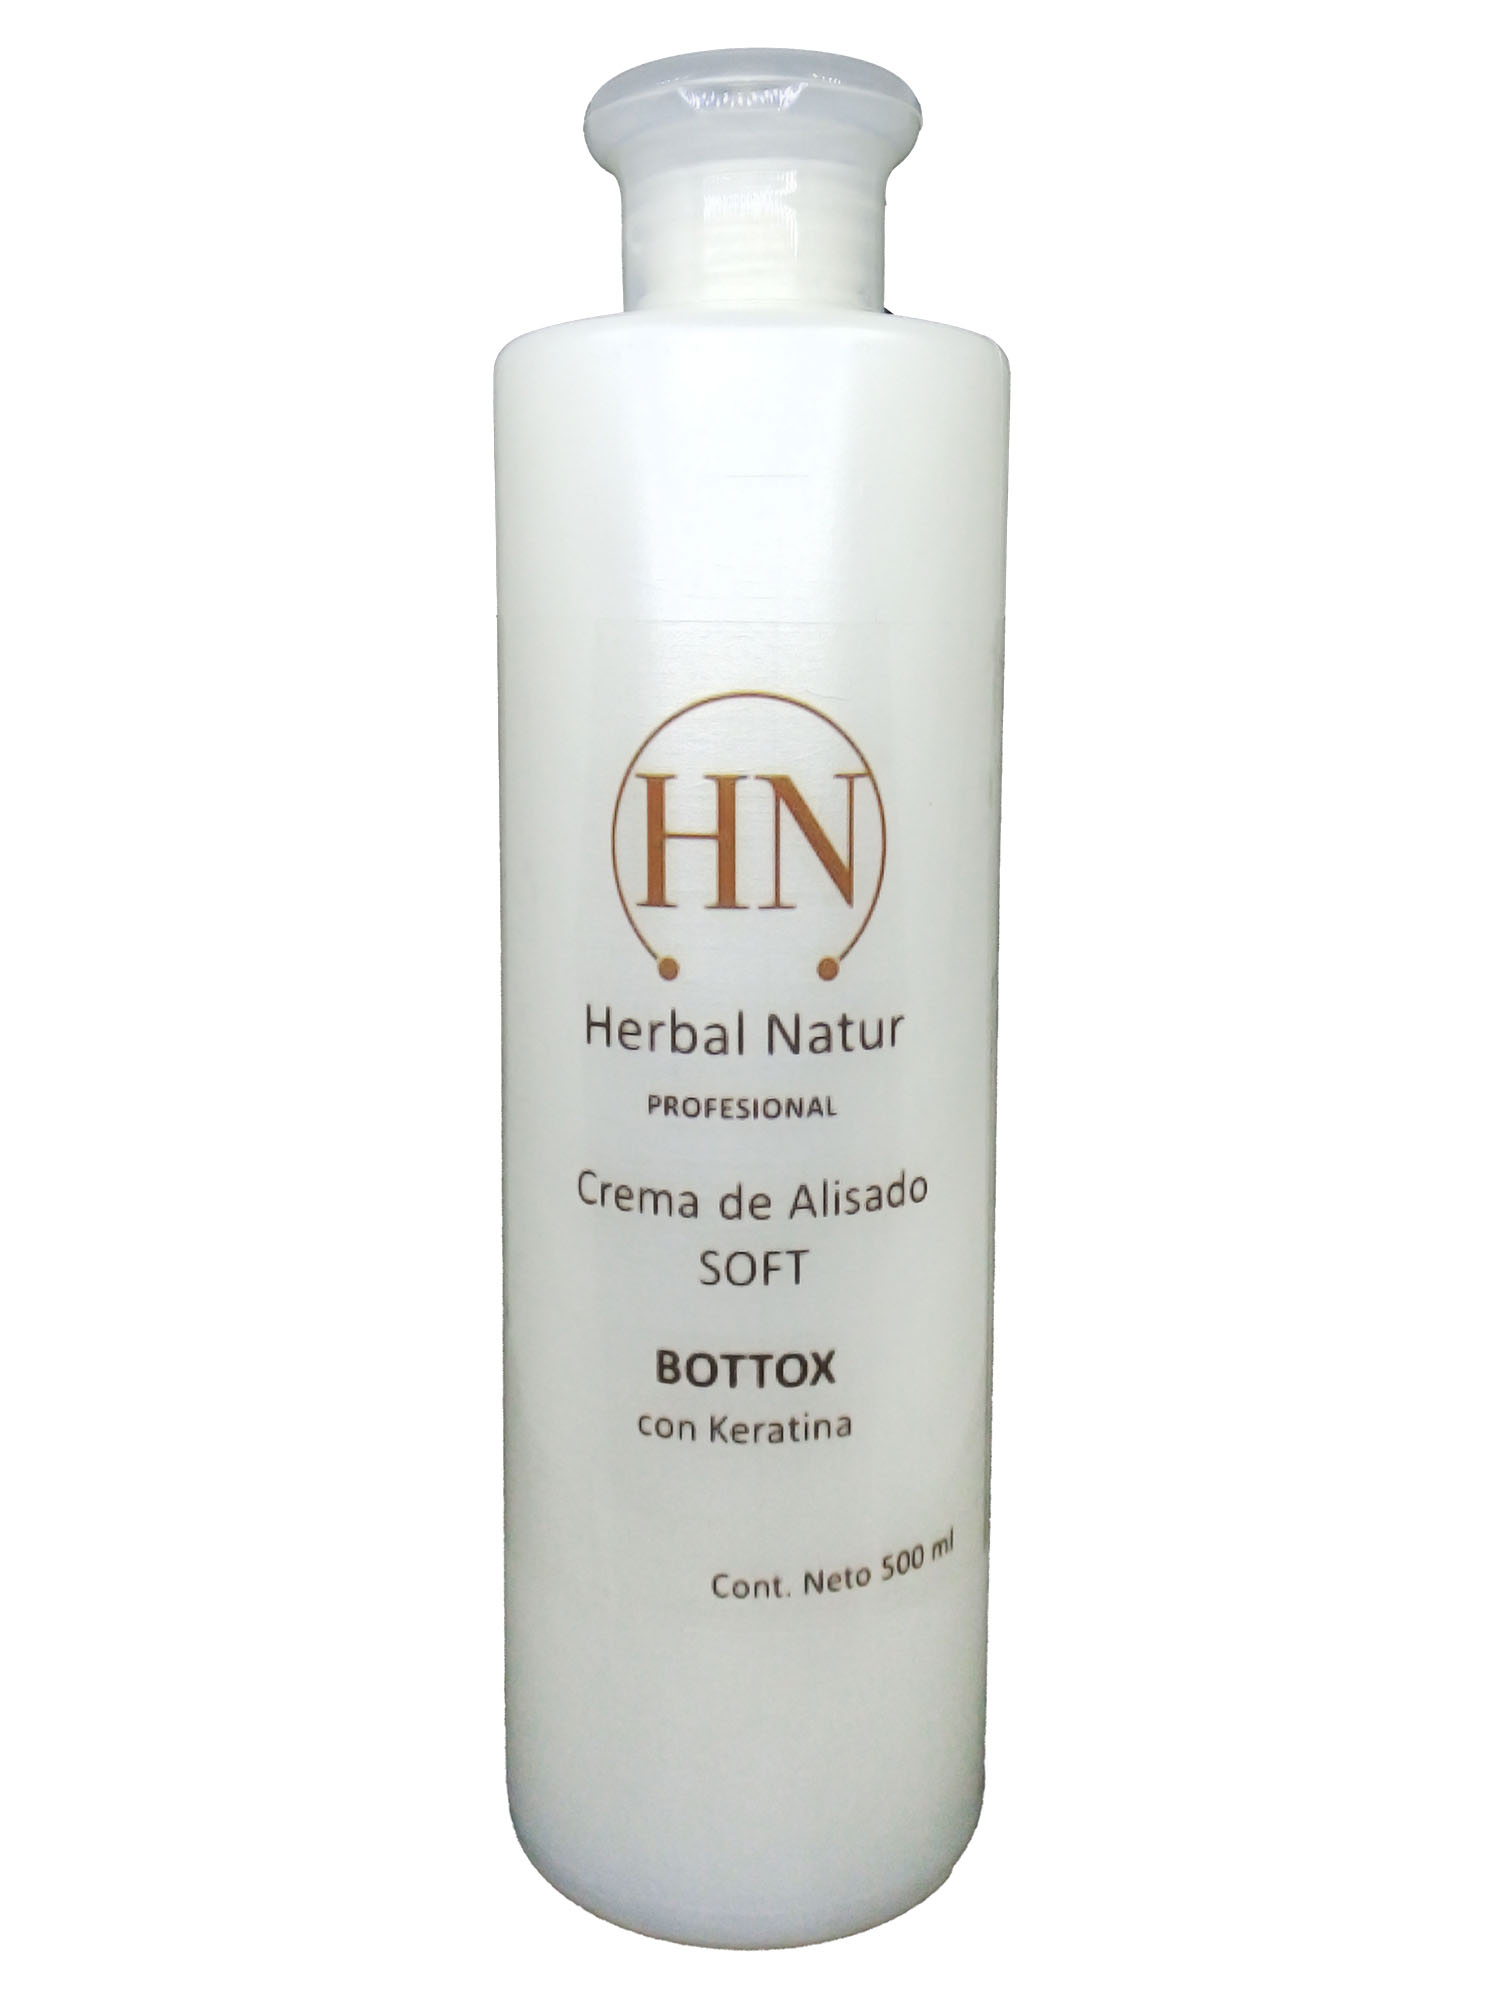 HN
Herbal Natur
PROFESIONAL
Crema de Alisado
SOFT
BOTTOX
con Keratina
Cont. Neto 500 ml